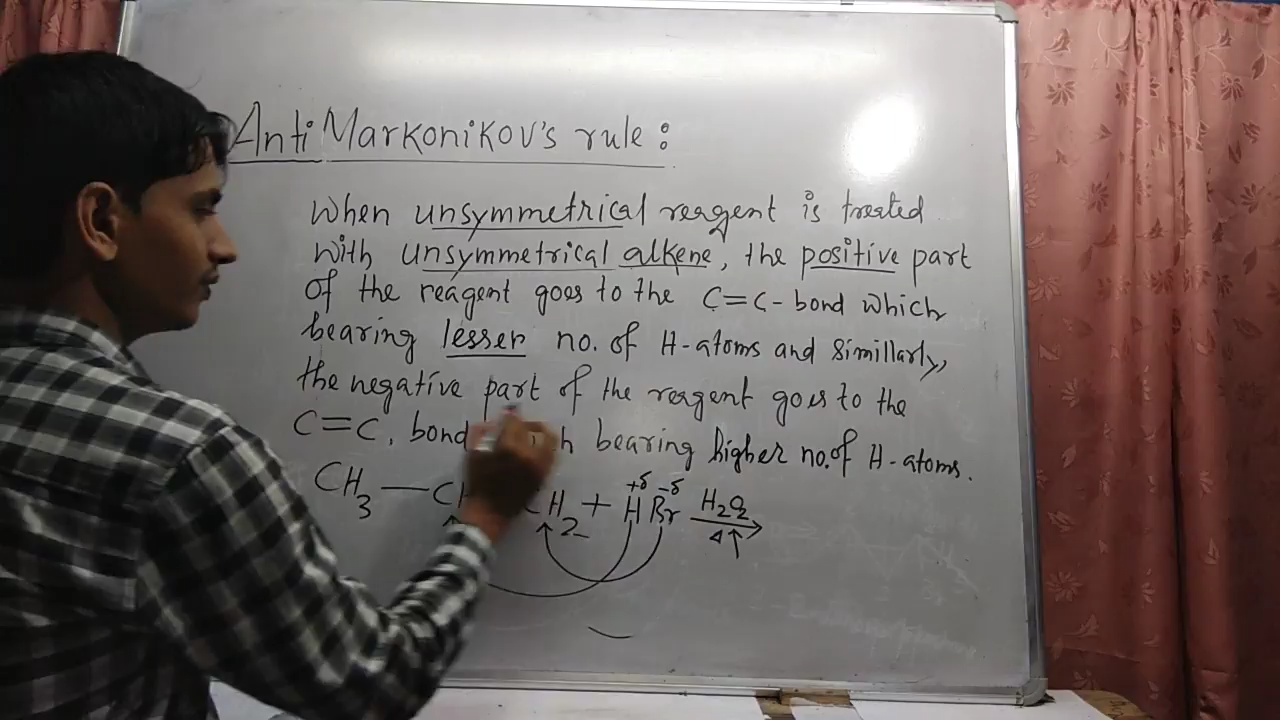 Anti Markonikov's rule:
When unsymmetrical reagent is treated
with unsymmetrical alkene, the positive part
of the reagent goes to the C=C-bond which
bearing lesser no. of H-atoms and simillarly,
the negative part of the reagent goes to the
C=C, bond bearing higher no. of H-atoms.
CH3 — CH2 + H+δ Br-δ H2O2 Δ↑